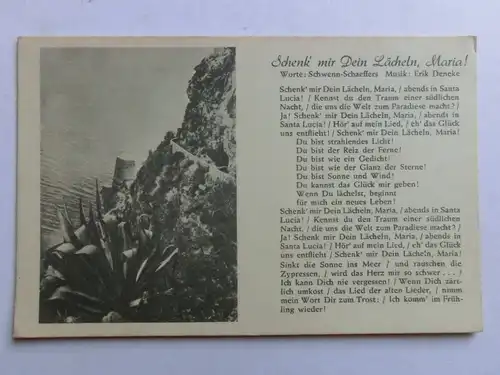 Schenk' mir Dein Lächeln, Maria!
Worte: Schwenn-Schaeffers Musik: Erik Deneke
Schenk' mir Dein Lächeln, Maria, / abends in Santa
Lucia! / Kennst du den Traum einer südlichen
Nacht, / die uns die Welt zum Paradiese macht? /
Ja! Schenk' mir Dein Lächeln, Maria, / abends in
Santa Lucia! / Hör' auf mein Lied, / eh' das Glück
uns entflieht! / Schenk' mir Dein Lächeln, Maria!
Du bist strahlendes Licht!
Du bist der Reiz der Ferne!
Du bist wie ein Gedicht!
Du bist wie der Glanz der Sterne!
Du bist Sonne und Wind!
Du kannst das Glück mir geben!
Wenn Du lächelst, beginnt
für mich ein neues Leben!
Schenk' mir Dein Lächeln, Maria, / abends in Santa
Lucia! / Kennst du den Traum einer südlichen
Nacht, / die uns die Welt zum Paradiese macht? /
Ja! Schenk' mir Dein Lächeln, Maria, / abends in
Santa Lucia! / Hör' auf mein Lied, / eh' das Glück
uns entflieht / Schenk' mir Dein Lächeln, Maria!
Sinkt die Sonne ins Meer / und rauschen die
Zypressen, / wird das Herz mir so schwer . . . /
Ich kann Dich nie vergessen! / Wenn Dich zärt-
lich umkost / das Lied der alten Lieder, / nimm
mein Wort Dir zum Trost: / Ich komm' im Früh-
ling wieder!